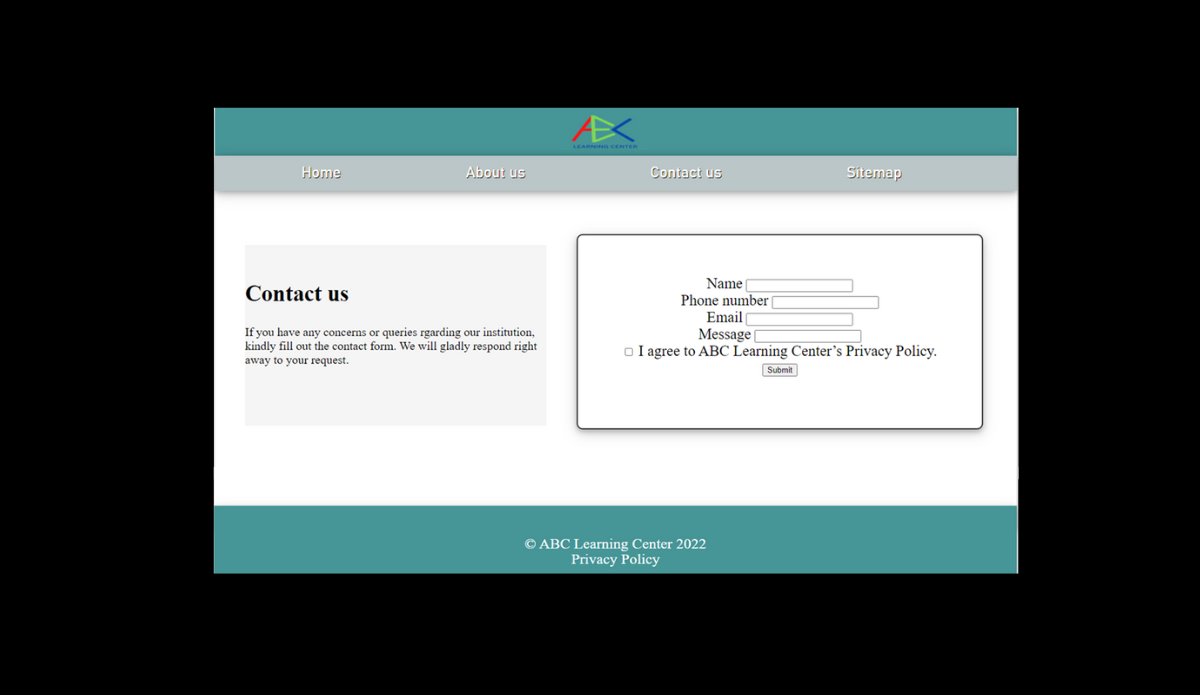 ABC
LEARNING CENTER
Home About us Contact us Sitemap
Contact us
If you have any concerns or queries rgarding our institution,
kindly fill out the contact form. We will gladly respond right
away to your request.
Name
Phone number
Email
Message
I agree to ABC Learning Center’s Privacy Policy.
Submit
© ABC Learning Center 2022
Privacy Policy